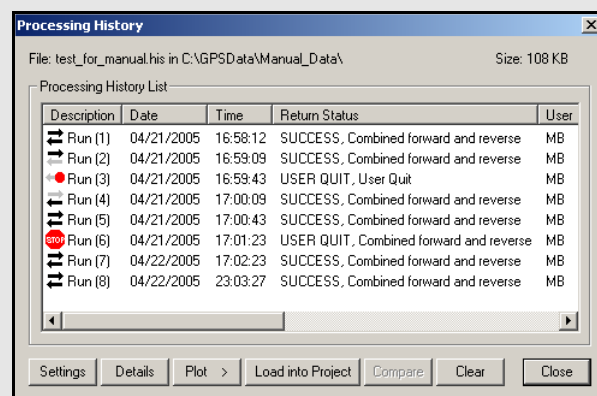 Processing History
File: test_for_manual.his in C:\GPSData\Manual_Data\ Size: 108 KB
Processing History List
Description Date Time Return Status User
Run (1) 04/21/2005 16:58:12 SUCCESS, Combined forward and reverse MB
Run (2) 04/21/2005 16:59:09 SUCCESS, Combined forward and reverse MB
Run (3) 04/21/2005 16:59:43 USER QUIT, User Quit MB
Run (4) 04/21/2005 17:00:09 SUCCESS, Combined forward and reverse MB
Run (5) 04/21/2005 17:00:43 SUCCESS, Combined forward and reverse MB
STOP Run (6) 04/21/2005 17:01:23 USER QUIT, Combined forward and reverse MB
Run (7) 04/22/2005 17:02:23 SUCCESS, Combined forward and reverse MB
Run (8) 04/22/2005 23:03:27 SUCCESS, Combined forward and reverse MB
Settings Details Plot > Load into Project Compare Clear Close